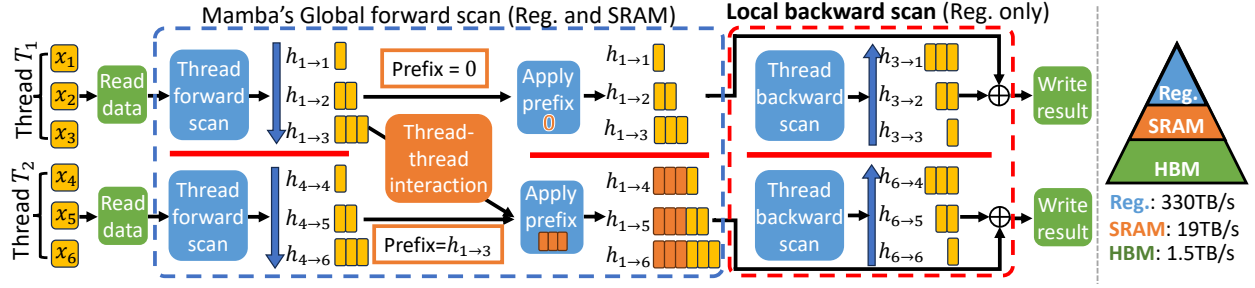 Mamba's Global forward scan (Reg. and SRAM)
Local backward scan (Reg. only)
Thread T₁
x₁
x₂
x₃
Read
data
Thread
forward
scan
h₁→₁
h₁→₂
h₁→₃
Prefix = 0
Thread-
thread
interaction
Apply
prefix
0
h₁→₁
h₁→₂
h₁→₃
Thread
backward
scan
h₃→₁
h₃→₂
h₃→₃
Write
result
Thread T₂
x₄
x₅
x₆
Read
data
Thread
forward
scan
h₄→₄
h₄→₅
h₄→₆
Prefix=h₁→₃
Apply
prefix
h₁→₄
h₁→₅
h₁→₆
Thread
backward
scan
h₆→₄
h₆→₅
h₆→₆
Write
result
Reg.
SRAM
HBM
Reg.: 330TB/s
SRAM: 19TB/s
HBM: 1.5TB/s